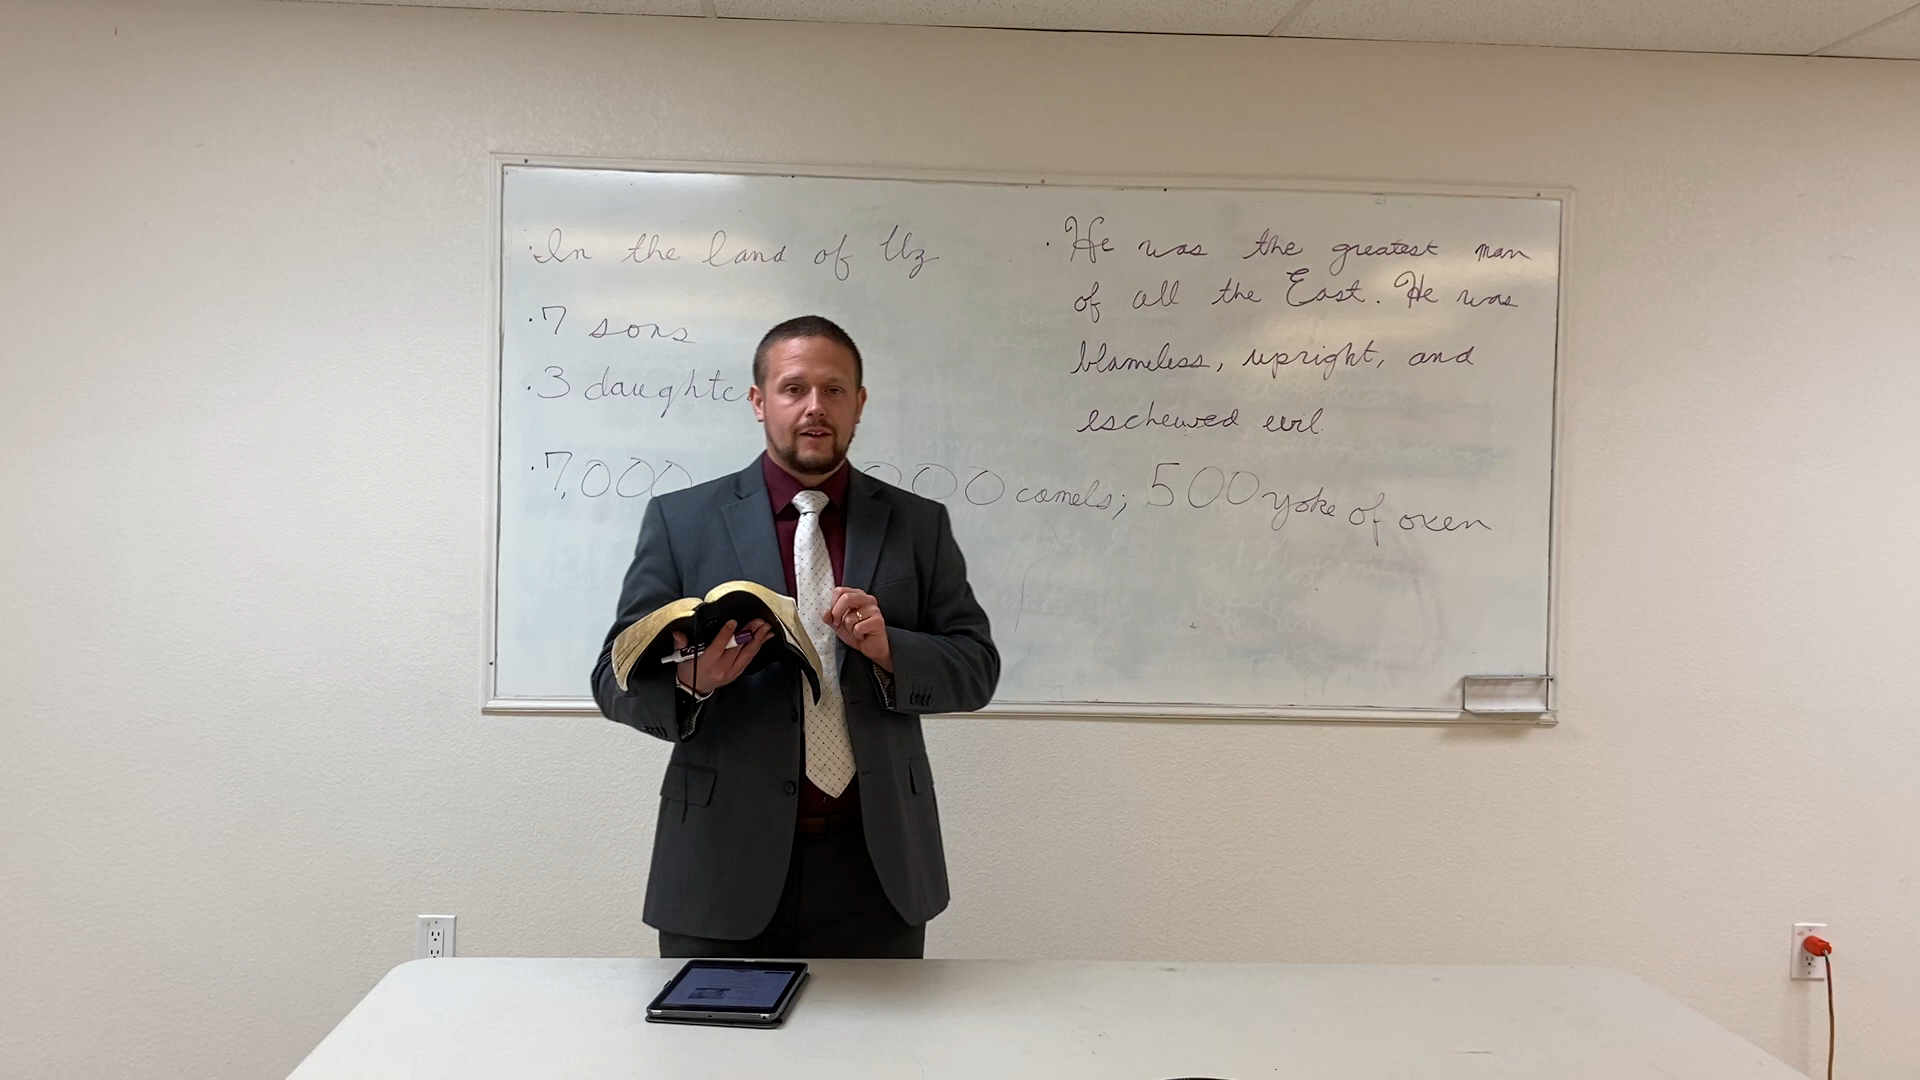 · In the land of Uz
· 7 sons
· 3 daughte
· 7,000 000 camels; 500 yoke of oxen
· He was the greatest man
of all the East. He was
blameless, upright, and
eschewed evil.